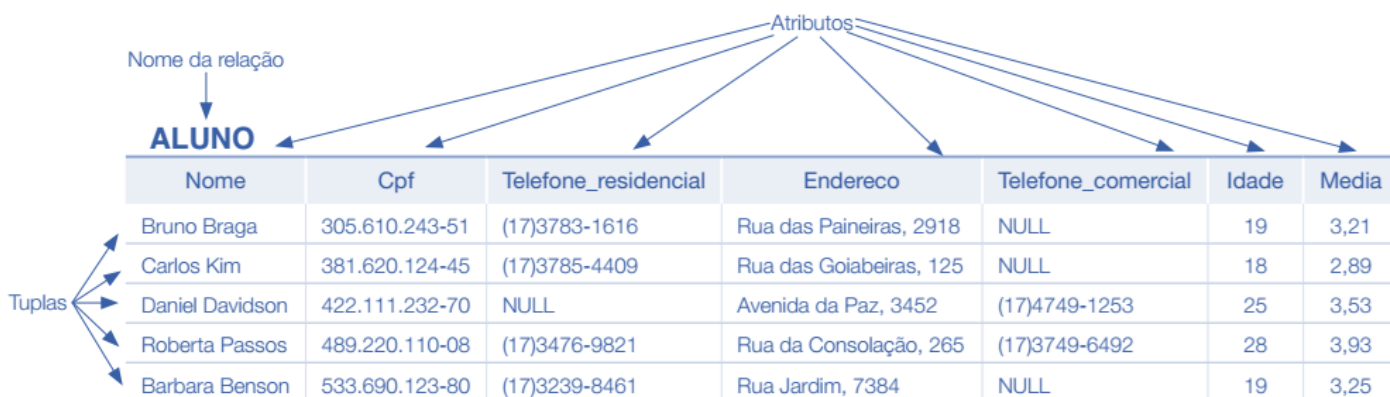 Atributos
Nome da relação
ALUNO
Nome Cpf Telefone_residencial Endereco Telefone_comercial Idade Media
Bruno Braga 305.610.243-51 (17)3783-1616 Rua das Paineiras, 2918 NULL 19 3,21
Carlos Kim 381.620.124-45 (17)3785-4409 Rua das Goiabeiras, 125 NULL 18 2,89
Tuplas Daniel Davidson 422.111.232-70 NULL Avenida da Paz, 3452 (17)4749-1253 25 3,53
Roberta Passos 489.220.110-08 (17)3476-9821 Rua da Consolação, 265 (17)3749-6492 28 3,93
Barbara Benson 533.690.123-80 (17)3239-8461 Rua Jardim, 7384 NULL 19 3,25